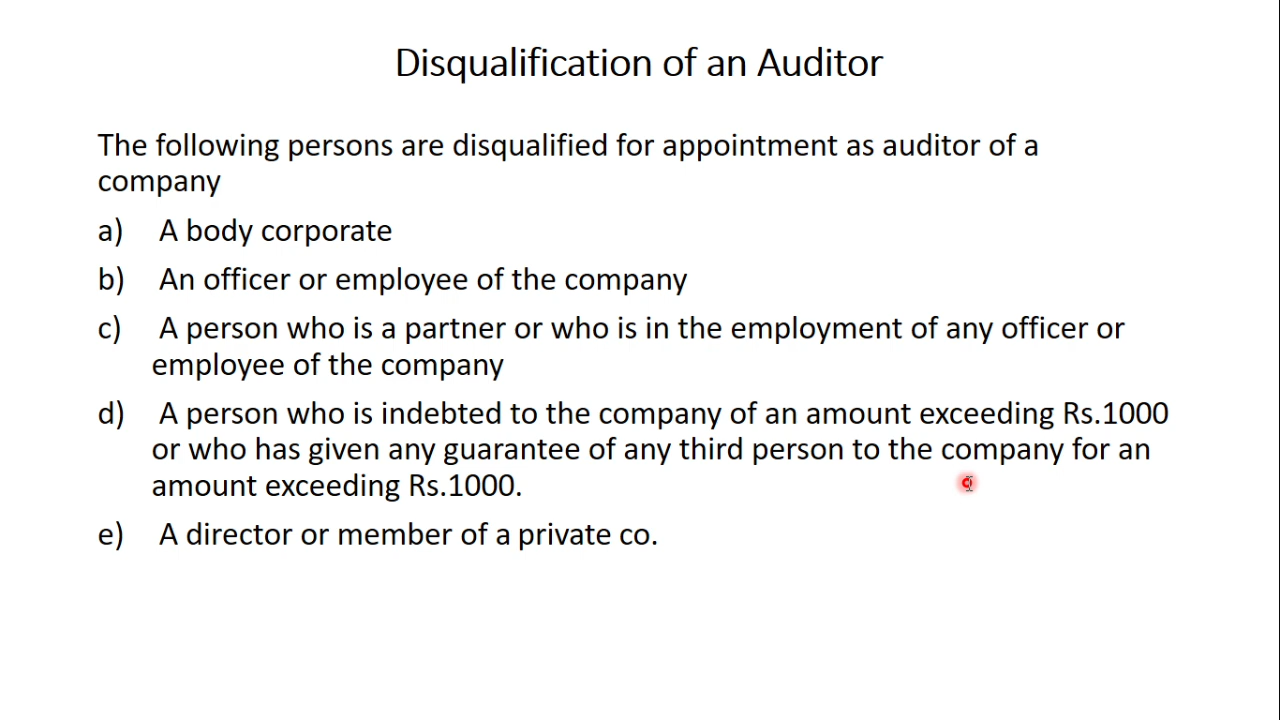 Disqualification of an Auditor
The following persons are disqualified for appointment as auditor of a
company
a) A body corporate
b) An officer or employee of the company
c) A person who is a partner or who is in the employment of any officer or
employee of the company
d) A person who is indebted to the company of an amount exceeding Rs.1000
or who has given any guarantee of any third person to the company for an
amount exceeding Rs.1000.
e) A director or member of a private co.